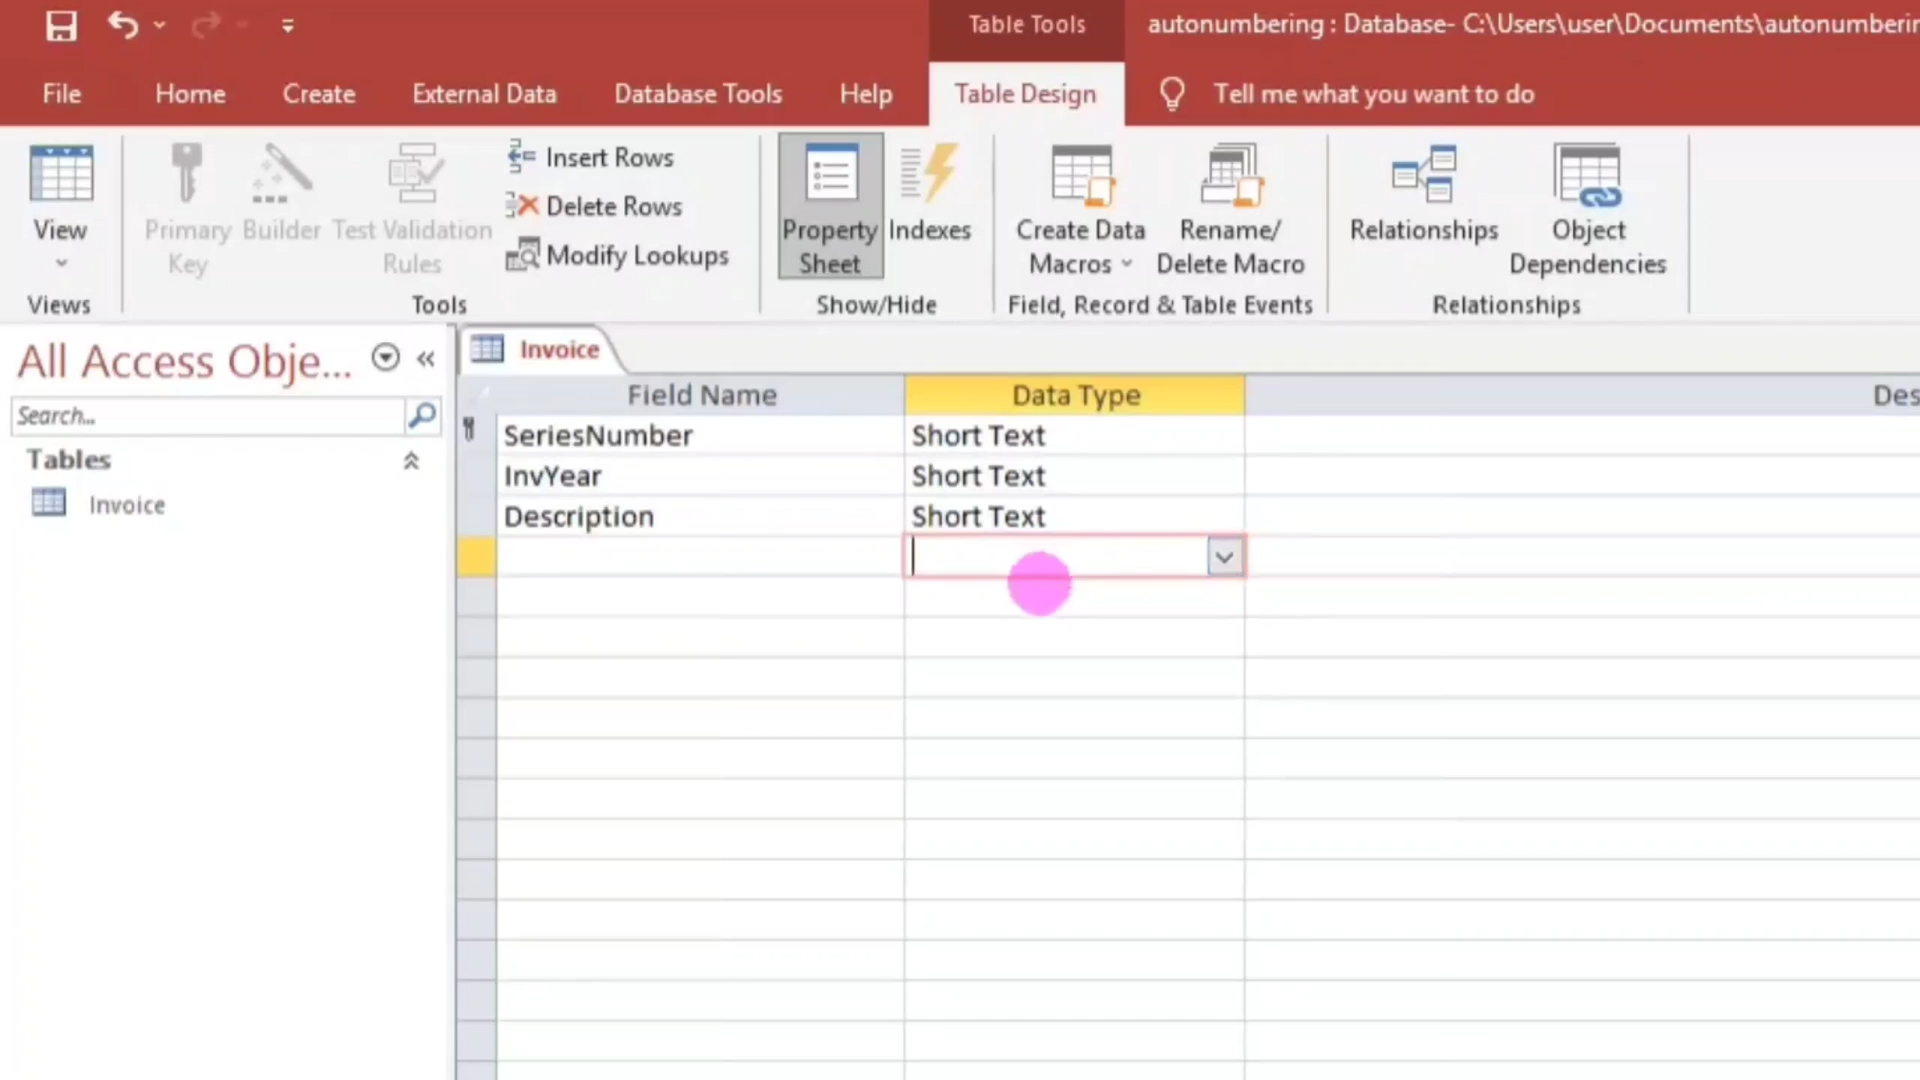 Table Tools
autonumbering : Database- C:\Users\user\Documents\autonumberin
File Home Create External Data Database Tools Help Table Design Tell me what you want to do
View
Views
Primary Key
Builder
Test Validation Rules
Insert Rows
Delete Rows
Modify Lookups
Tools
Property Sheet
Indexes
Show/Hide
Create Data Macros
Rename/ Delete Macro
Field, Record & Table Events
Relationships
Object Dependencies
Relationships
All Access Obje...
Search...
Tables
Invoice
Invoice
Field Name Data Type Des
SeriesNumber Short Text
InvYear Short Text
Description Short Text